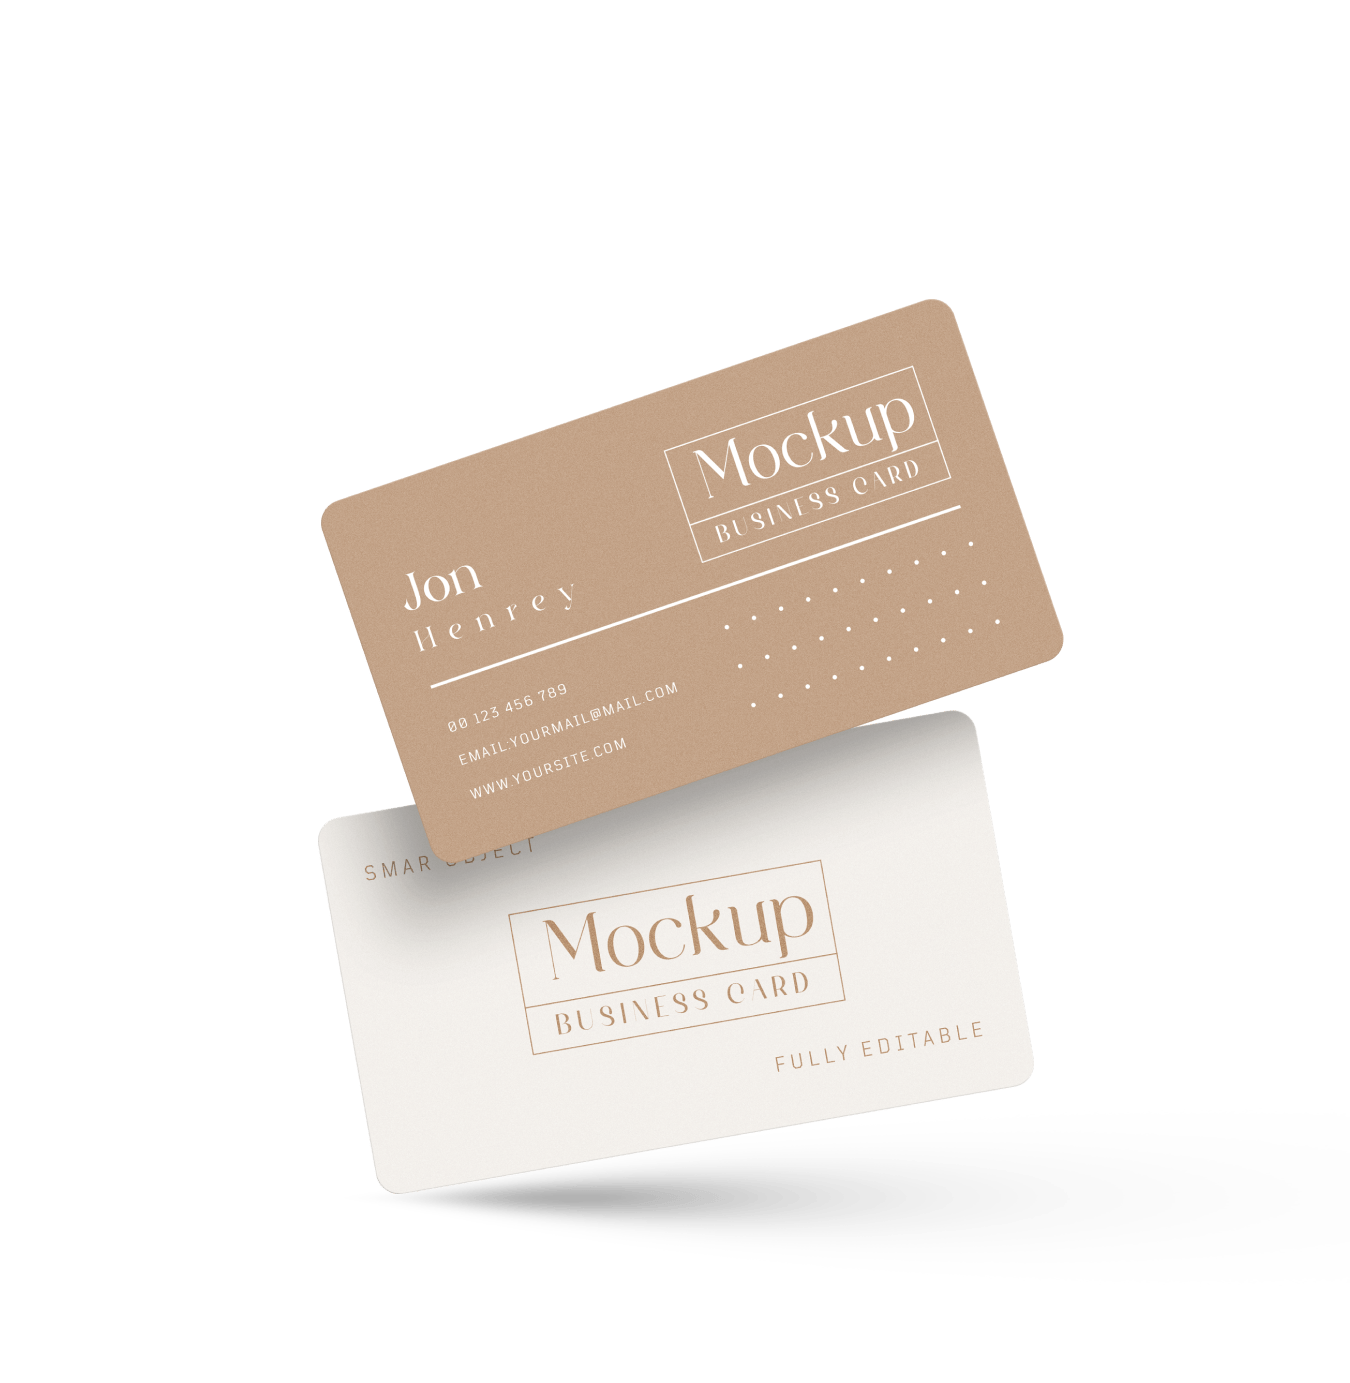 Mockup
BUSINESS CARD
Jon
Henrey
00 123 456 789
EMAIL:YOURMAIL@MAIL.COM
WWW.YOURSITE.COM
SMAR OBJECT
Mockup
BUSINESS CARD
FULLY EDITABLE